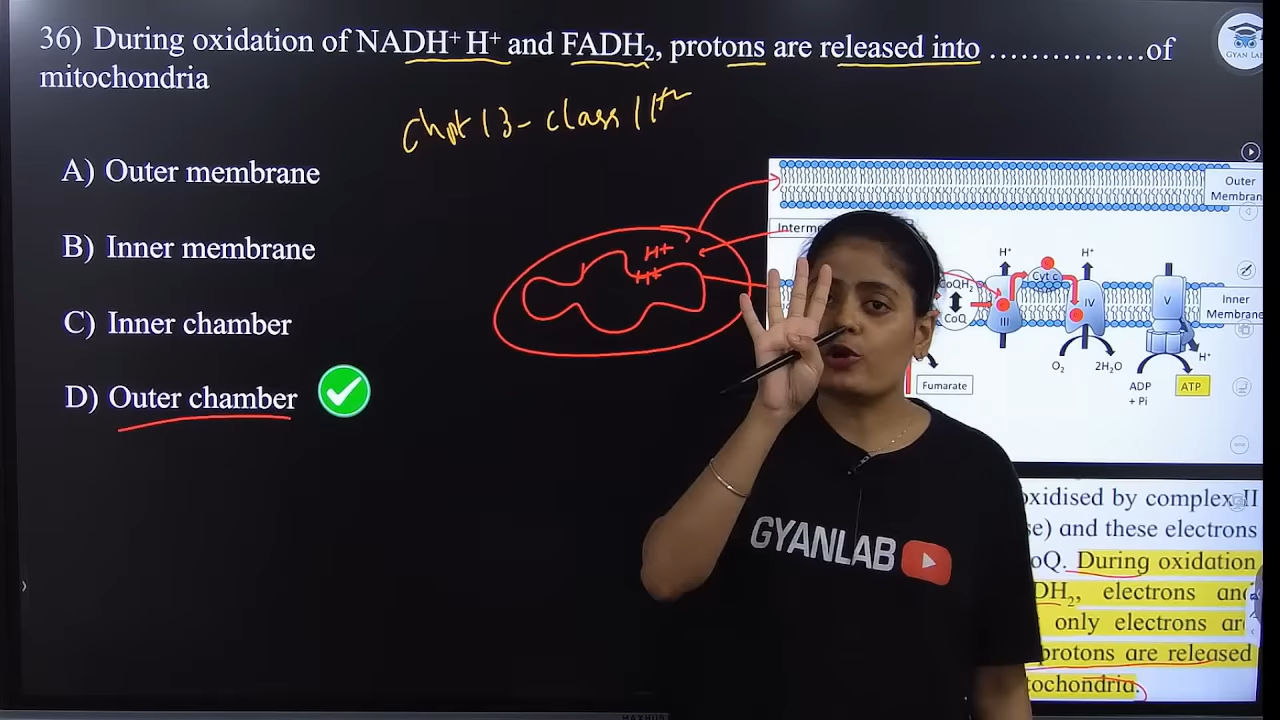 36) During oxidation of NADH⁺ H⁺ and FADH₂, protons are released into ...............of
mitochondria
GYAN LAB
Chpt 13 - class 11th
A) Outer membrane
B) Inner membrane
C) Inner chamber
D) Outer chamber
Outer
Membran
Interme
H+
H+
H+
H+
CoQH₂
CoQ
Cyt c
III
IV
V
Inner
Membrane
H+
O₂
2H₂O
Fumarate
ADP
+ Pi
ATP
oxidised by complex II
se) and these electrons
oQ. During oxidation
DH₂, electrons and
only electrons are
protons are released
tochondria.
GYANLAB